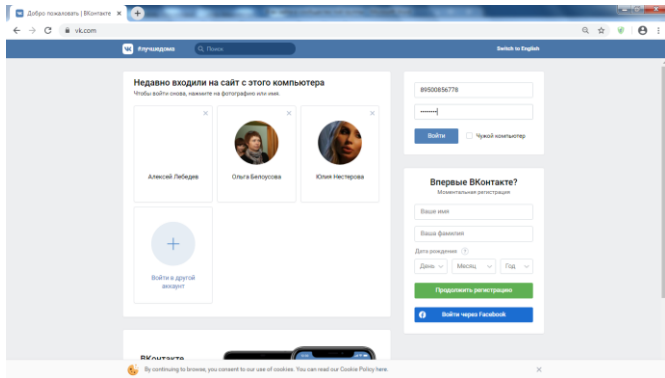 Добро пожаловать | ВКонтакте
vk.com
#лучшедома
Поиск
Switch to English
Недавно входили на сайт с этого компьютера
Чтобы войти снова, нажмите на фотографию или имя.
Алексей Лебедев
Ольга Белоусова
Юлия Нестерова
Войти в другой
аккаунт
89500856778
Войти
Чужой компьютер
Впервые ВКонтакте?
Моментальная регистрация
Ваше имя
Ваша фамилия
Дата рождения
День
Месяц
Год
Продолжить регистрацию
Войти через Facebook
ВКонтакте
By continuing to browse, you consent to our use of cookies. You can read our Cookie Policy here.